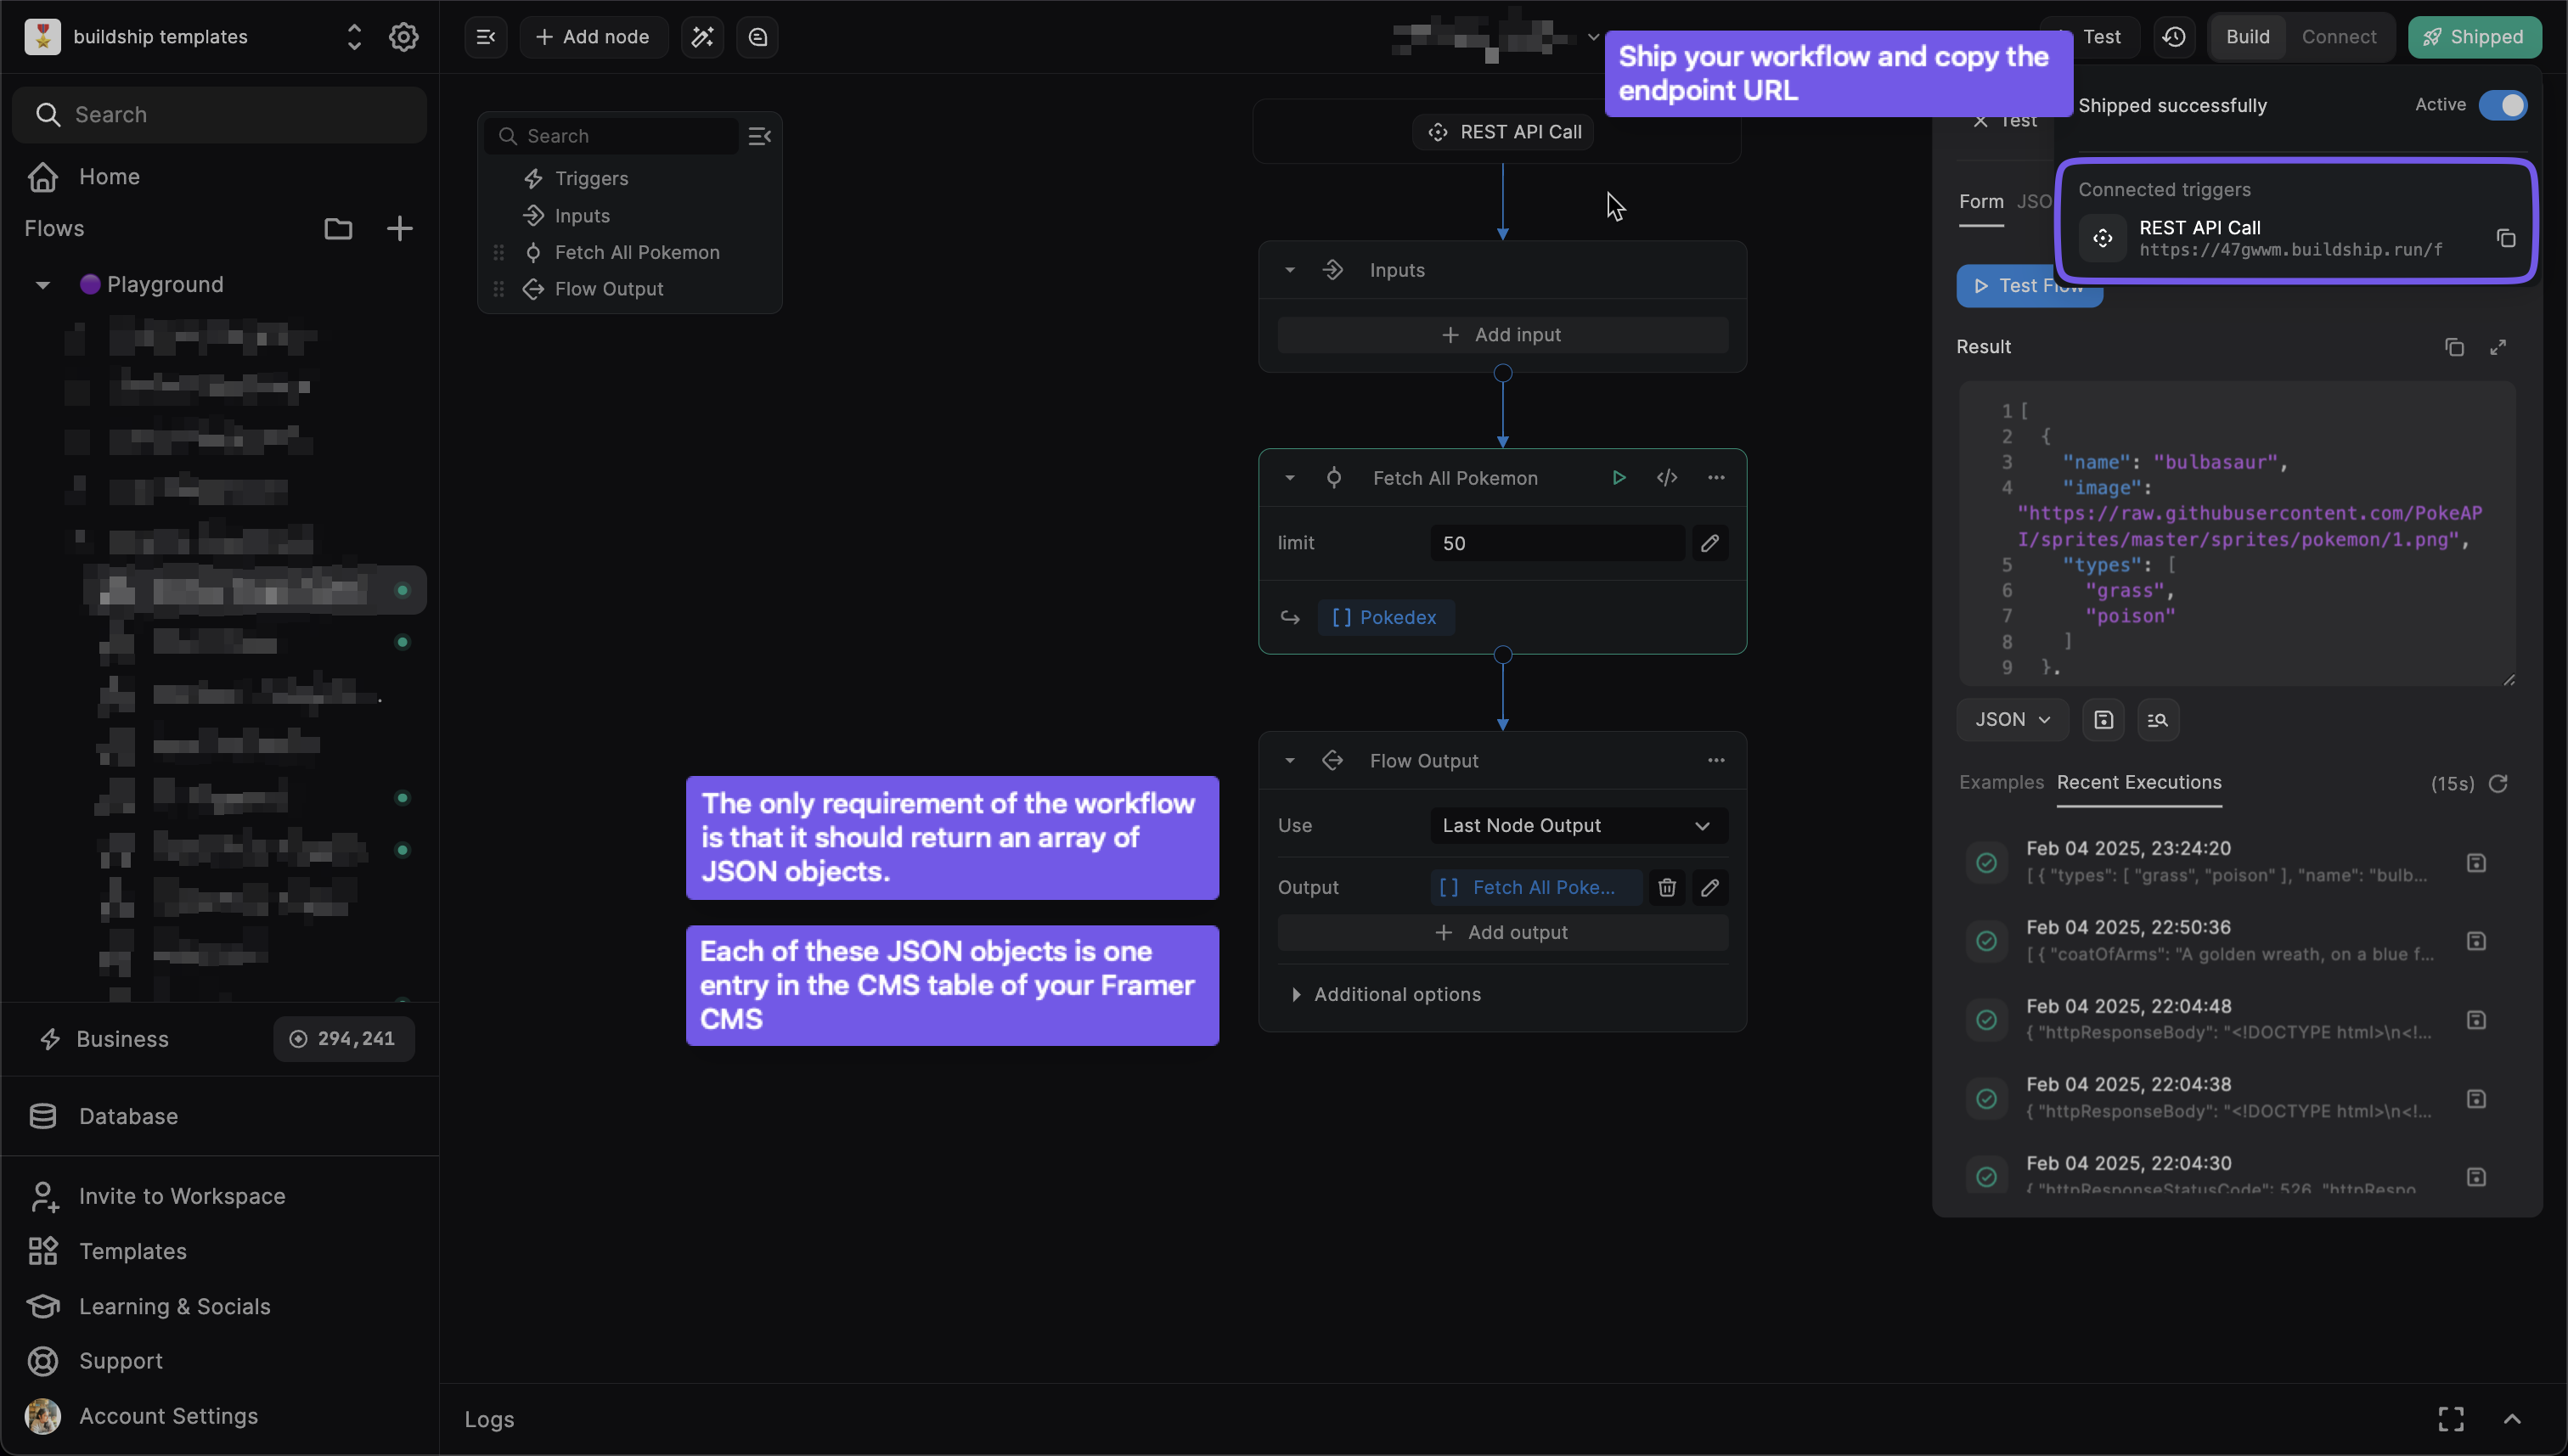 buildship templates
Search
Home
Flows
Playground
Business
294,241
Database
Invite to Workspace
Templates
Learning & Socials
Support
Account Settings
Add node
Test
Build
Connect
Shipped
Search
Triggers
Inputs
Fetch All Pokemon
Flow Output
REST API Call
Ship your workflow and copy the
endpoint URL
Inputs
Add input
Fetch All Pokemon
limit
50
[ ] Pokedex
Flow Output
Use
Last Node Output
Output
[ ] Fetch All Poke...
Add output
Additional options
The only requirement of the workflow
is that it should return an array of
JSON objects.
Each of these JSON objects is one
entry in the CMS table of your Framer
CMS
Shipped successfully
Active
Test
Connected triggers
REST API Call
https://47gwwm.buildship.run/f
Form
Test Flow
Result
1 [
2 {
3 "name": "bulbasaur",
4 "image":
"https://raw.githubusercontent.com/PokeAP
I/sprites/master/sprites/pokemon/1.png",
5 "types": [
6 "grass",
7 "poison"
8 ]
9 },
JSON
Examples
Recent Executions
(15s)
Feb 04 2025, 23:24:20
[ { "types": [ "grass", "poison" ], "name": "bulb...
Feb 04 2025, 22:50:36
[ { "coatOfArms": "A golden wreath, on a blue f...
Feb 04 2025, 22:04:48
{ "httpResponseBody": "<!DOCTYPE html>\n<!...
Feb 04 2025, 22:04:38
{ "httpResponseBody": "<!DOCTYPE html>\n<!...
Feb 04 2025, 22:04:30
{ "httpResponseStatusCode": 526, "httpRespo
Logs